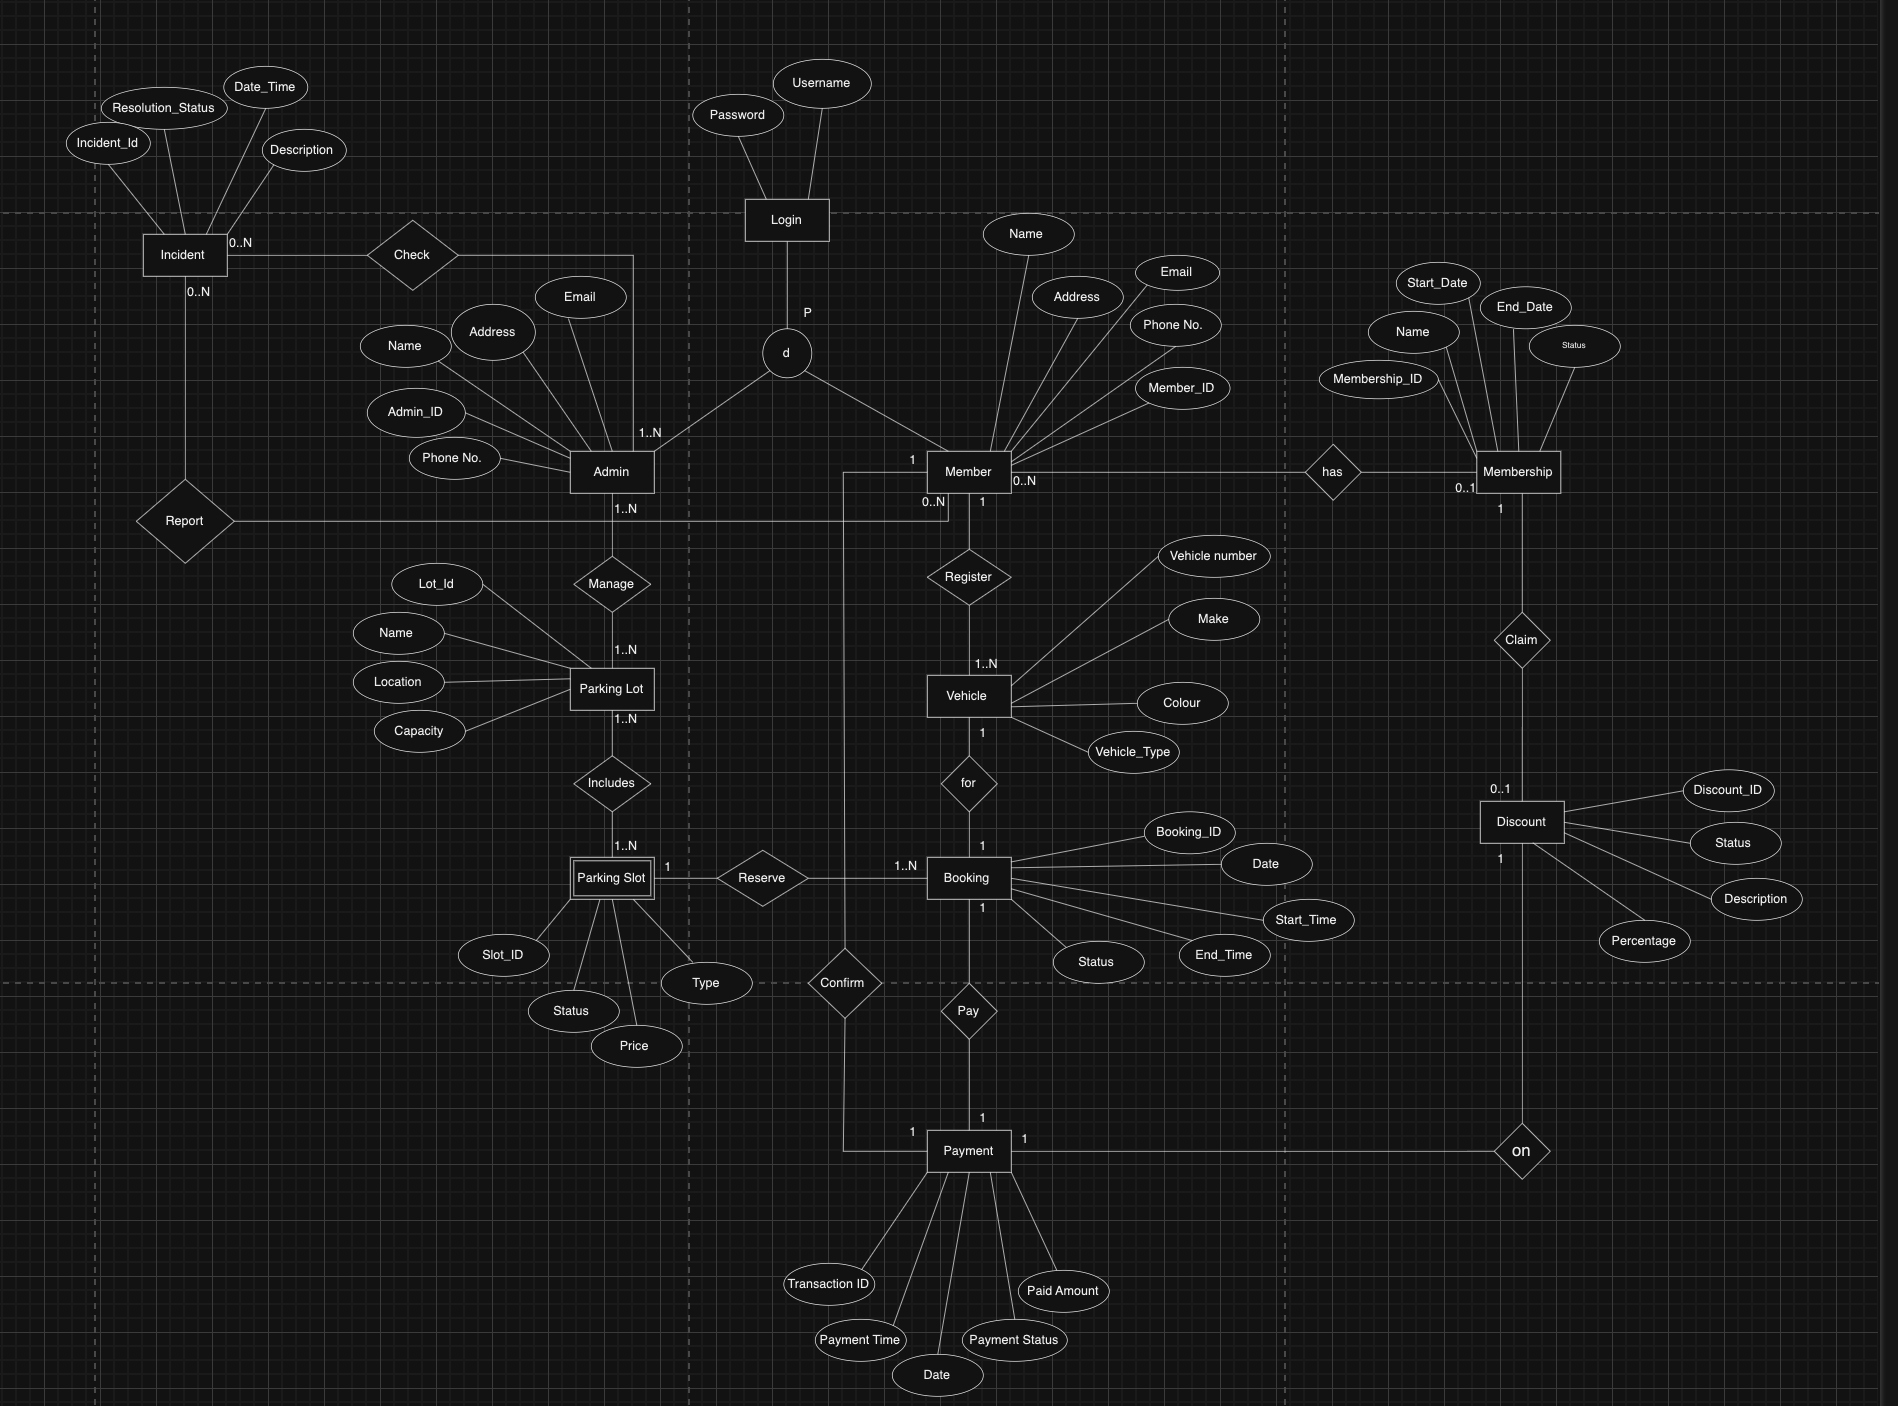 Username
Date_Time
Resolution_Status
Password
Incident_Id
Description
Login
Name
0..N
Incident
Check
Email
0..N
Start_Date
Email
Address
End_Date
P
Phone No.
Address
Name
Name
Status
d
Membership_ID
Member_ID
Admin_ID
1..N
Phone No.
1
Admin
Member
has
Membership
0..N
0..1
0..N
1
1..N
1
Report
Vehicle number
Register
Lot_Id
Manage
Make
Name
Claim
1..N
1..N
Location
Parking Lot
Vehicle
Colour
1..N
Capacity
1
Vehicle_Type
Includes
for
0..1
Discount_ID
Discount
Booking_ID
Status
1..N
1
1
Date
1
1..N
Parking Slot
Reserve
Booking
Description
1
Start_Time
Percentage
Slot_ID
End_Time
Status
Type
Confirm
Status
Pay
Price
1
1
1
Payment
on
Transaction ID
Paid Amount
Payment Time
Payment Status
Date